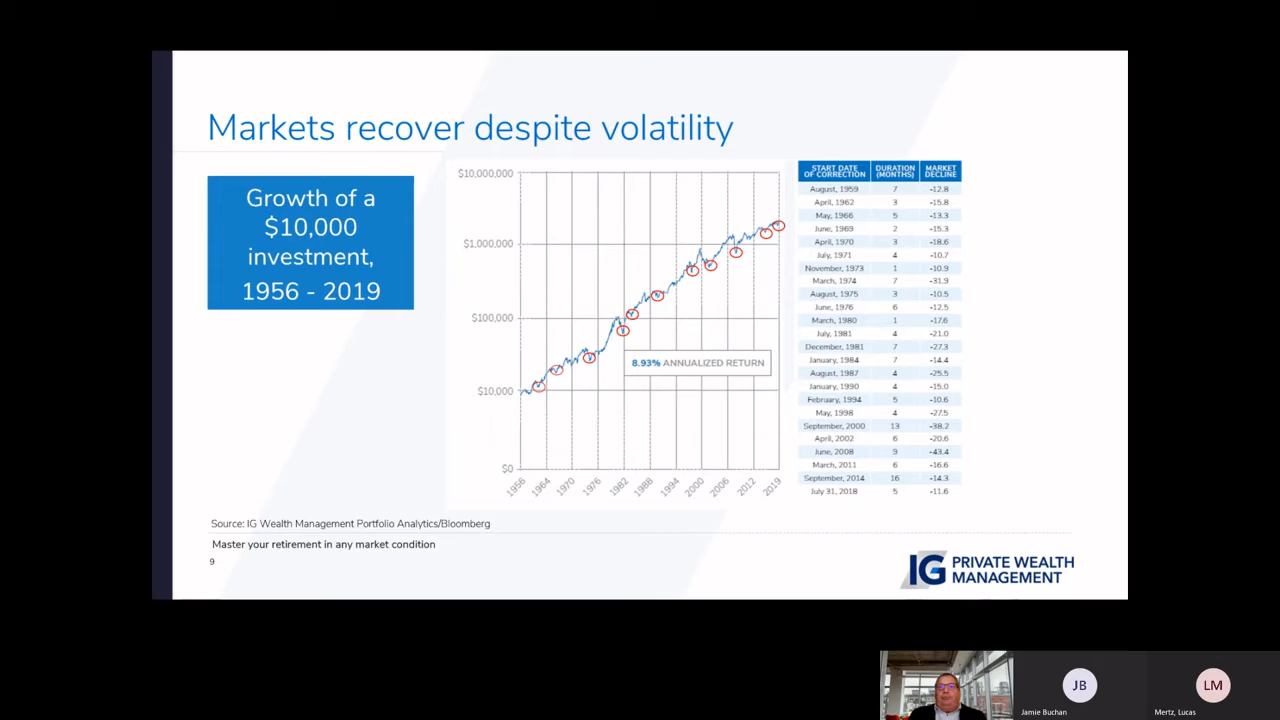 Markets recover despite volatility
Growth of a
$10,000
investment,
1956 - 2019
$10,000,000
$1,000,000
$100,000
$10,000
$0
8.93% ANNUALIZED RETURN
1956
1964
1970
1976
1982
1988
1994
2000
2006
2012
2019
START DATE OF CORRECTION DURATION (MONTHS) MARKET DECLINE
August, 1959 7 -12.8
April, 1962 3 -15.8
May, 1966 5 -13.3
June, 1969 2 -15.3
April, 1970 3 -18.6
July, 1971 4 -10.7
November, 1973 1 -10.9
March, 1974 7 -31.9
August, 1975 3 -10.5
June, 1976 6 -12.5
March, 1980 1 -17.6
July, 1981 4 -21.0
December, 1981 7 -27.3
January, 1984 7 -14.4
August, 1987 4 -25.5
January, 1990 4 -15.0
February, 1994 5 -10.6
May, 1998 4 -27.5
September, 2000 13 -38.2
April, 2002 6 -20.6
June, 2008 9 -43.4
March, 2011 6 -16.6
September, 2014 16 -14.3
July 31, 2018 5 -11.6
Source: IG Wealth Management Portfolio Analytics/Bloomberg
Master your retirement in any market condition
9
IG PRIVATE WEALTH
MANAGEMENT
JB
Jamie Buchan
LM
Mertz, Lucas